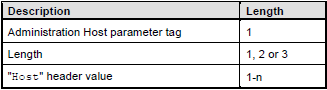 Description Length
Administration Host parameter tag 1
Length 1, 2 or 3
"Host" header value 1-n